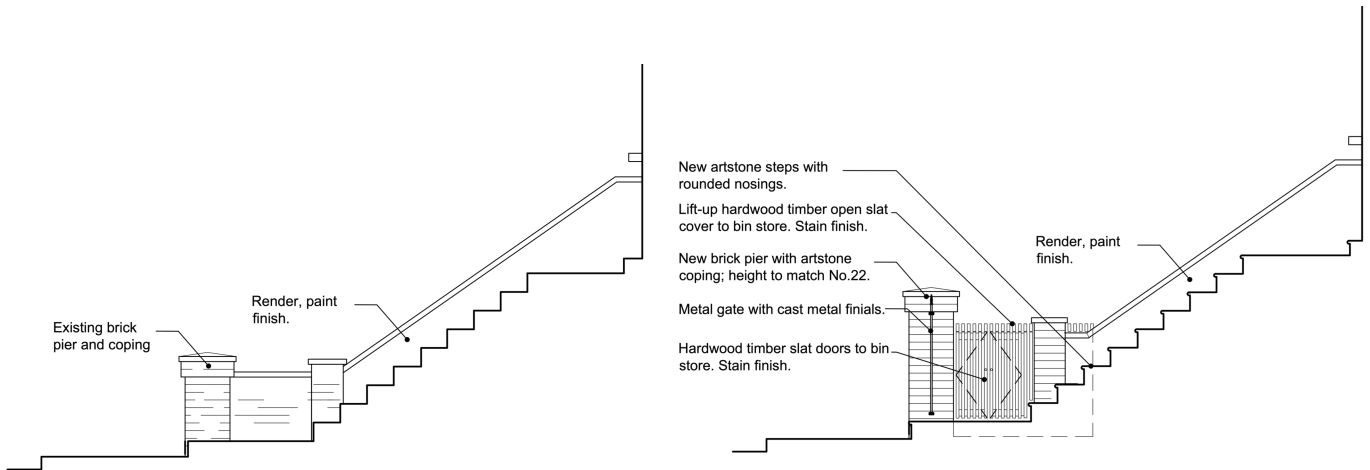 Existing brick
pier and coping
Render, paint
finish.
New artstone steps with
rounded nosings.
Lift-up hardwood timber open slat
cover to bin store. Stain finish.
New brick pier with artstone
coping; height to match No.22.
Metal gate with cast metal finials.
Hardwood timber slat doors to bin
store. Stain finish.
Render, paint
finish.